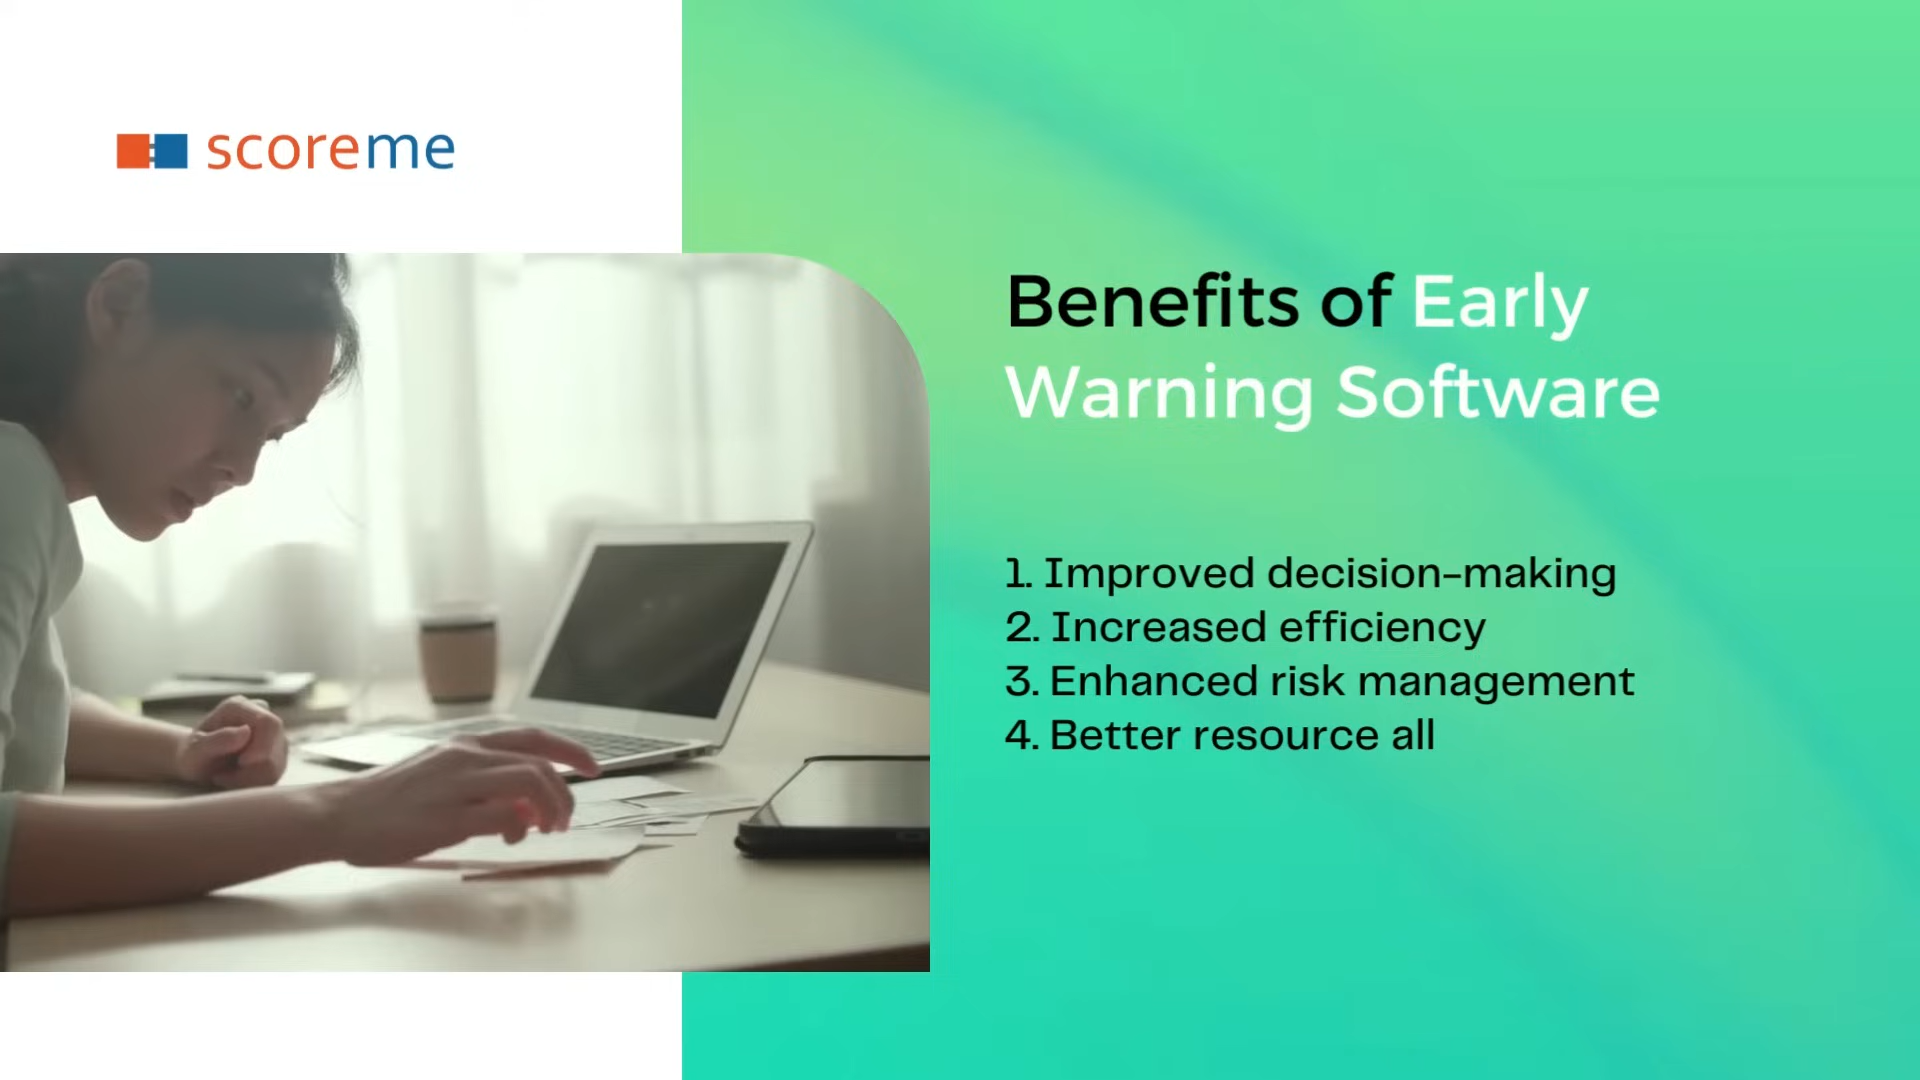 scoreme
Benefits of Early
Warning Software
1. Improved decision-making
2. Increased efficiency
3. Enhanced risk management
4. Better resource all